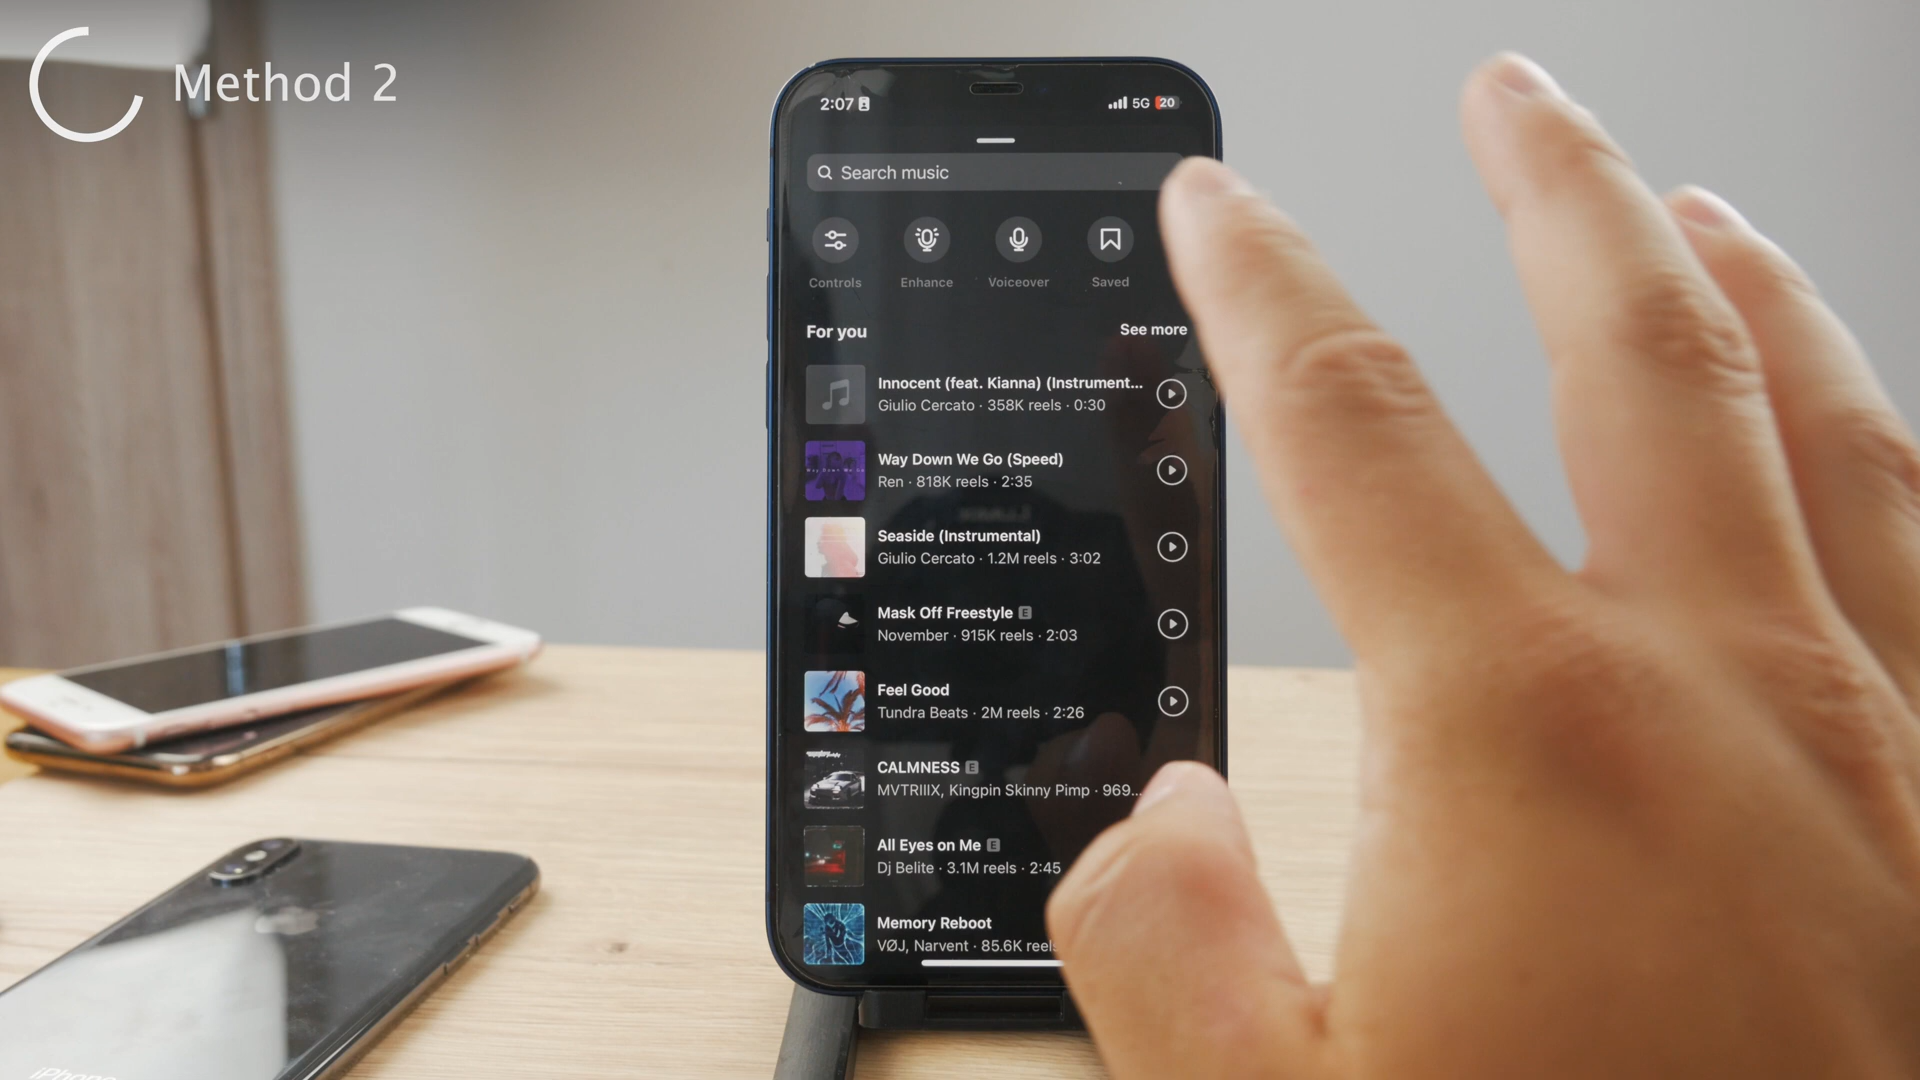 Method 2
2:07
5G 20
Search music
Controls
Enhance
Voiceover
Saved
For you
See more
Innocent (feat. Kianna) (Instrument...
Giulio Cercato · 358K reels · 0:30
Way Down We Go (Speed)
Ren · 818K reels · 2:35
Seaside (Instrumental)
Giulio Cercato · 1.2M reels · 3:02
Mask Off Freestyle E
November · 915K reels · 2:03
Feel Good
Tundra Beats · 2M reels · 2:26
CALMNESS E
MVTRIIIX, Kingpin Skinny Pimp · 969...
All Eyes on Me E
Dj Belite · 3.1M reels · 2:45
Memory Reboot
VØJ, Narvent · 85.6K reels
iPhone